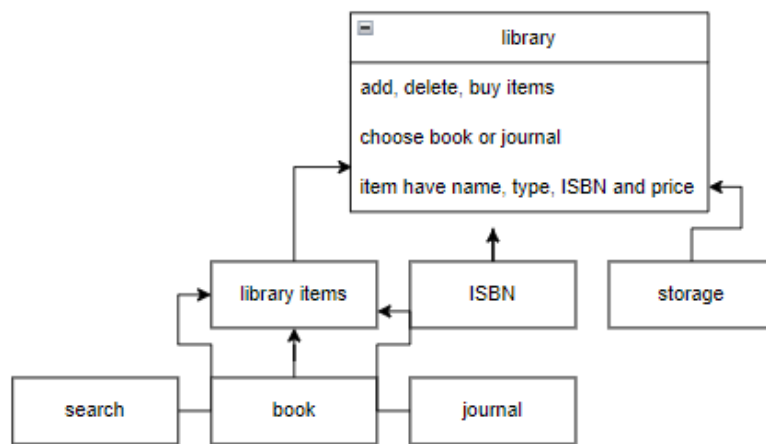 library
add, delete, buy items
choose book or journal
item have name, type, ISBN and price
library items
ISBN
storage
search
book
journal